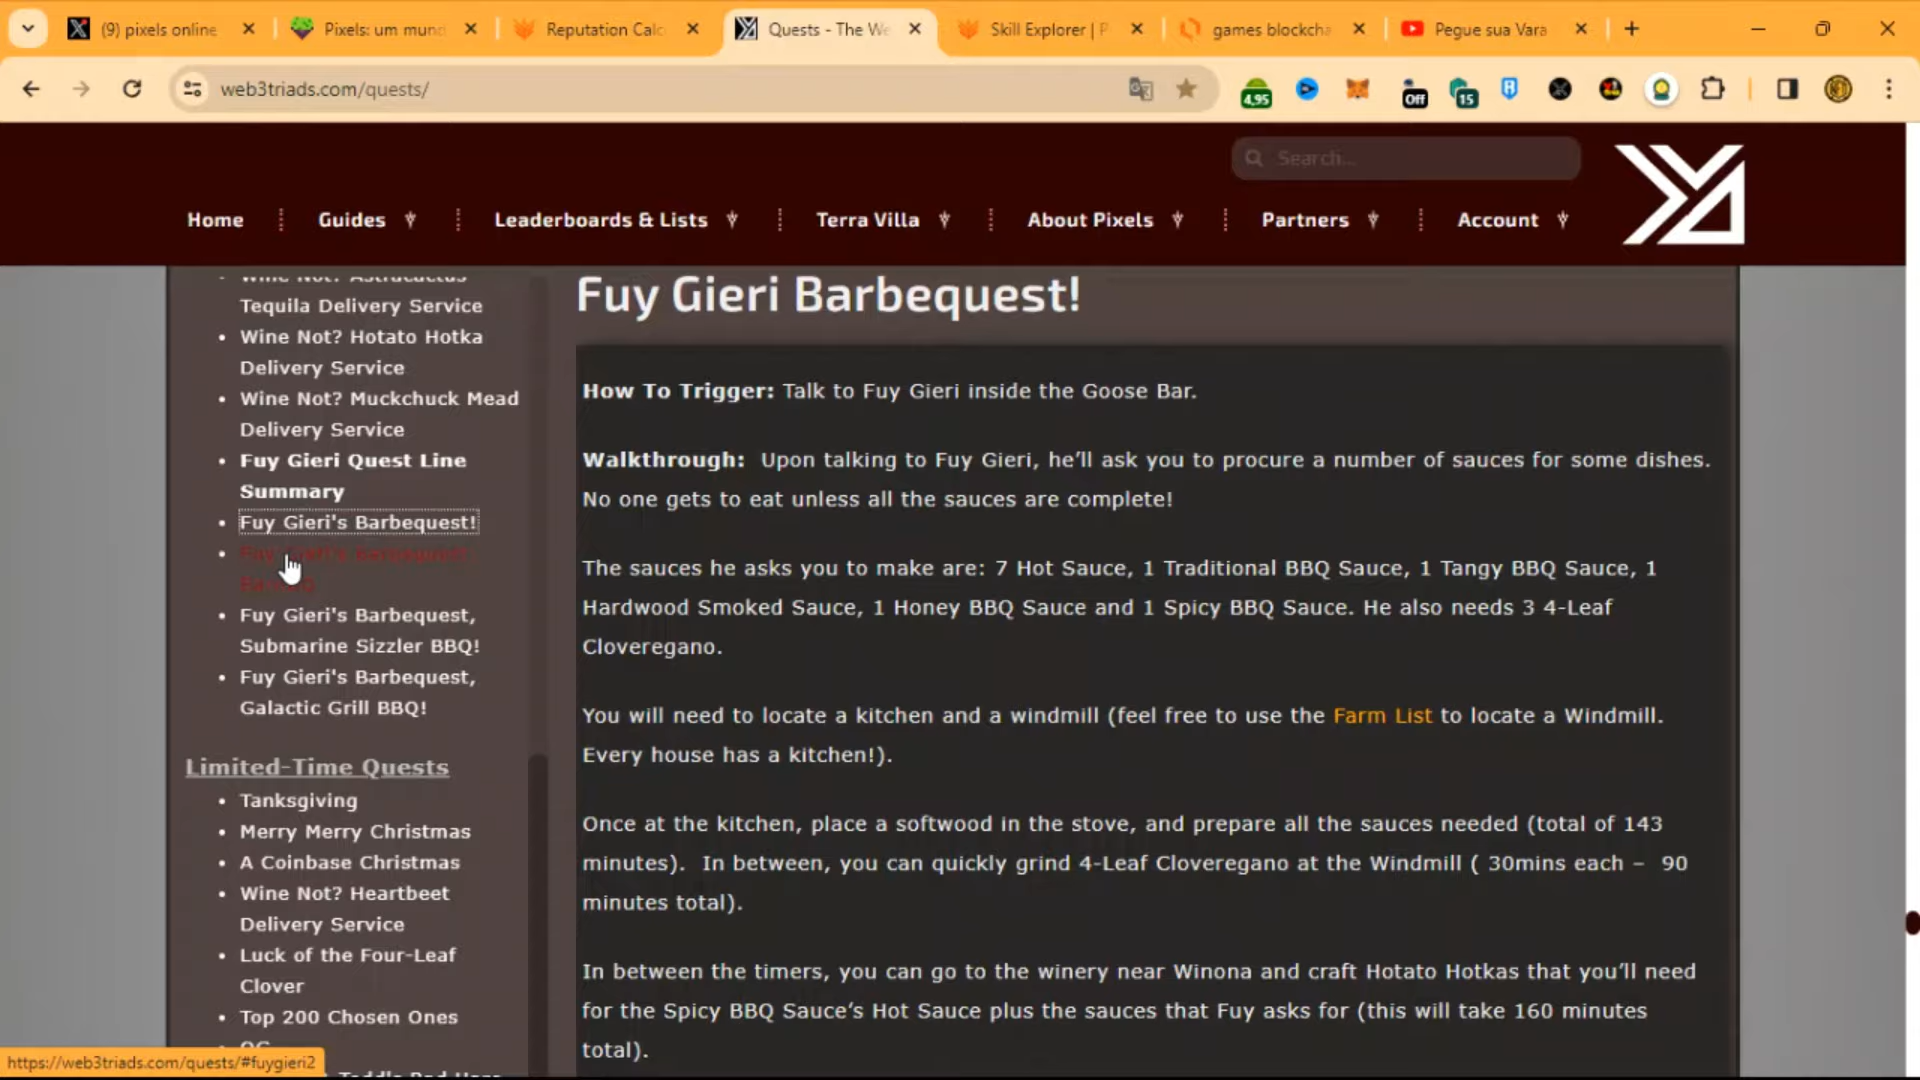 (9) pixels online
Pixels: um mund
Reputation Calc
Quests - The We
Skill Explorer | P
games blockcha
Pegue sua Vara
web3triads.com/quests/
4,95
Off
15
Search...
Home
Guides
Leaderboards & Lists
Terra Villa
About Pixels
Partners
Account
Wine Not? Astracactus
Tequila Delivery Service
Wine Not? Hotato Hotka
Delivery Service
Wine Not? Muckchuck Mead
Delivery Service
Fuy Gieri Quest Line
Summary
Fuy Gieri's Barbequest!
Fuy Gieri's Barbequest!
Fuy Gieri's Barbequest,
Submarine Sizzler BBQ!
Fuy Gieri's Barbequest,
Galactic Grill BBQ!
Limited-Time Quests
Tanksgiving
Merry Merry Christmas
A Coinbase Christmas
Wine Not? Heartbeet
Delivery Service
Luck of the Four-Leaf
Clover
Top 200 Chosen Ones
OG
Fuy Gieri Barbequest!
How To Trigger: Talk to Fuy Gieri inside the Goose Bar.
Walkthrough: Upon talking to Fuy Gieri, he'll ask you to procure a number of sauces for some dishes.
No one gets to eat unless all the sauces are complete!
The sauces he asks you to make are: 7 Hot Sauce, 1 Traditional BBQ Sauce, 1 Tangy BBQ Sauce, 1
Hardwood Smoked Sauce, 1 Honey BBQ Sauce and 1 Spicy BBQ Sauce. He also needs 3 4-Leaf
Cloveregano.
You will need to locate a kitchen and a windmill (feel free to use the Farm List to locate a Windmill.
Every house has a kitchen!).
Once at the kitchen, place a softwood in the stove, and prepare all the sauces needed (total of 143
minutes). In between, you can quickly grind 4-Leaf Cloveregano at the Windmill ( 30mins each – 90
minutes total).
In between the timers, you can go to the winery near Winona and craft Hotato Hotkas that you'll need
for the Spicy BBQ Sauce's Hot Sauce plus the sauces that Fuy asks for (this will take 160 minutes
total).
https://web3triads.com/quests/#fuygieri2